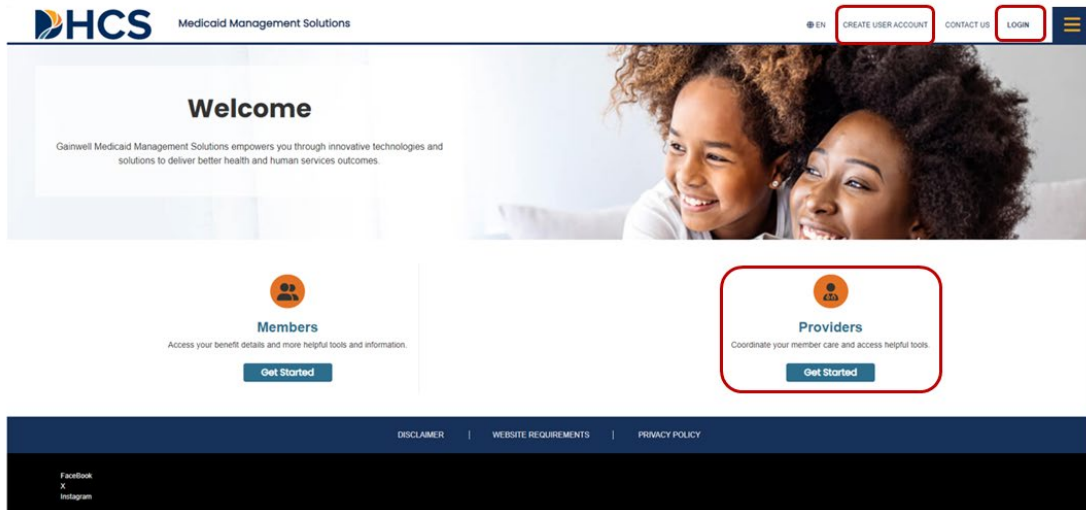 DHCS
Medicaid Management Solutions
EN
CREATE USER ACCOUNT
CONTACT US
LOGIN
Welcome
Gainwell Medicaid Management Solutions empowers you through innovative technologies and
solutions to deliver better health and human services outcomes.
Members
Access your benefit details and more helpful tools and information.
Get Started
Providers
Coordinate your member care and access helpful tools.
Get Started
DISCLAIMER | WEBSITE REQUIREMENTS | PRIVACY POLICY
FaceBook
X
Instagram